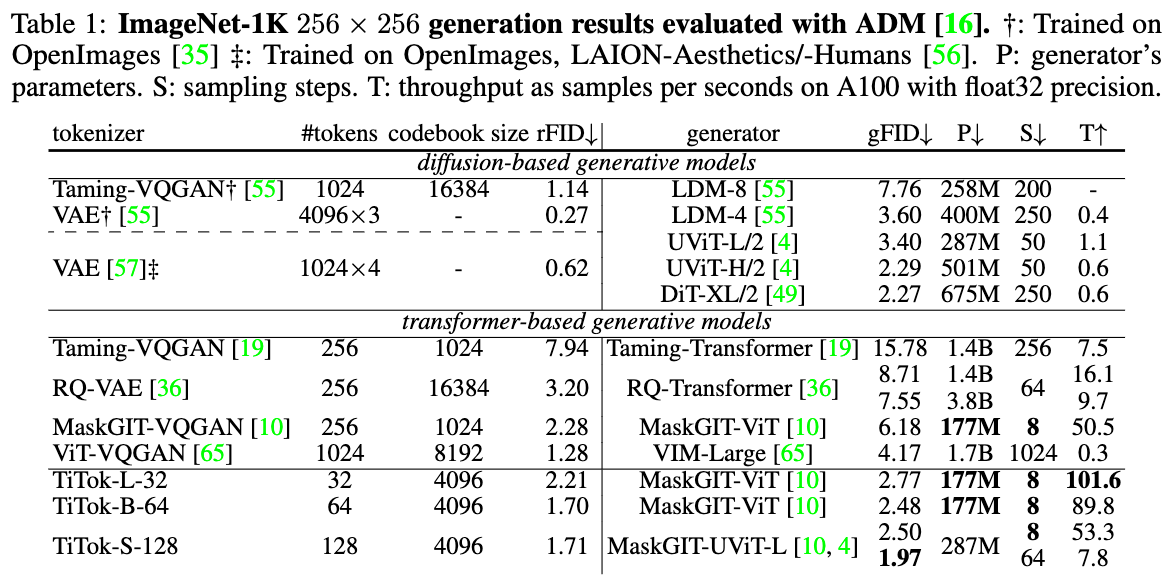 Table 1: ImageNet-1K 256 × 256 generation results evaluated with ADM [16]. †: Trained on
OpenImages [35] ‡: Trained on OpenImages, LAION-Aesthetics/-Humans [56]. P: generator's
parameters. S: sampling steps. T: throughput as samples per seconds on A100 with float32 precision.
tokenizer #tokens codebook size rFID↓ generator gFID↓ P↓ S↓ T↑
diffusion-based generative models
Taming-VQGAN† [55] 1024 16384 1.14 LDM-8 [55] 7.76 258M 200 -
VAE† [55] 4096×3 - 0.27 LDM-4 [55] 3.60 400M 250 0.4
UViT-L/2 [4] 3.40 287M 50 1.1
VAE [57]‡ 1024×4 - 0.62 UViT-H/2 [4] 2.29 501M 50 0.6
DiT-XL/2 [49] 2.27 675M 250 0.6
transformer-based generative models
Taming-VQGAN [19] 256 1024 7.94 Taming-Transformer [19] 15.78 1.4B 256 7.5
8.71 1.4B 16.1
RQ-VAE [36] 256 16384 3.20 RQ-Transformer [36] 64
7.55 3.8B 9.7
MaskGIT-VQGAN [10] 256 1024 2.28 MaskGIT-ViT [10] 6.18 177M 8 50.5
ViT-VQGAN [65] 1024 8192 1.28 VIM-Large [65] 4.17 1.7B 1024 0.3
TiTok-L-32 32 4096 2.21 MaskGIT-ViT [10] 2.77 177M 8 101.6
TiTok-B-64 64 4096 1.70 MaskGIT-ViT [10] 2.48 177M 8 89.8
2.50 8 53.3
TiTok-S-128 128 4096 1.71 MaskGIT-UViT-L [10, 4] 287M
1.97 64 7.8